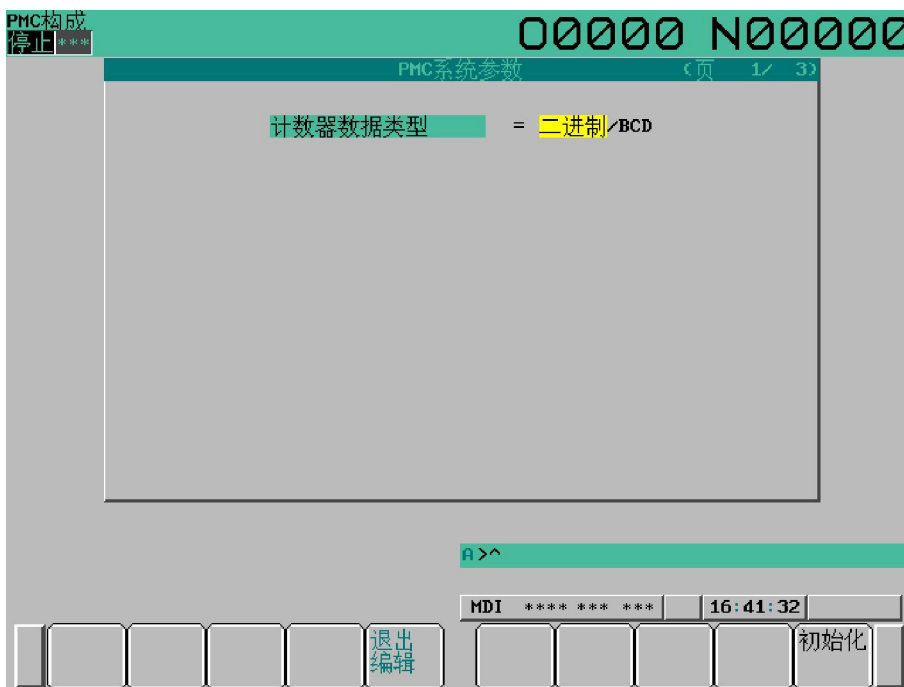 PMC构成
停止 *** O0000 N00000
PMC系统参数 (页 1/ 3)
计数器数据类型 = 二进制/BCD
A>^
MDI **** *** *** 16:41:32
退出
编辑
初始化